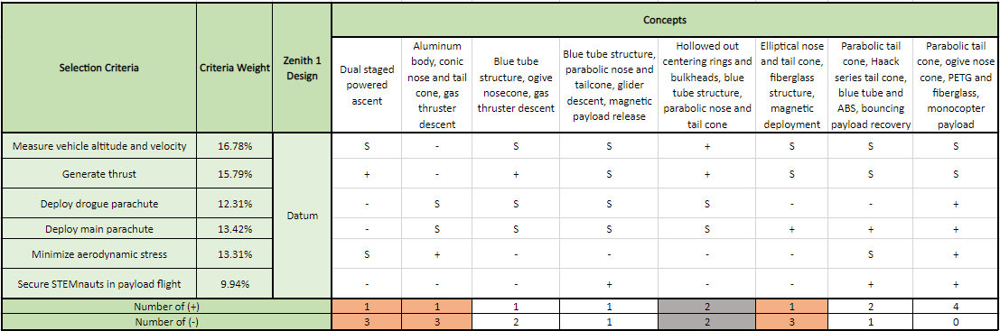 Selection Criteria Criteria Weight Zenith 1 Design Concepts
Dual staged powered ascent
Aluminum body, conic nose and tail cone, gas thruster descent
Blue tube structure, ogive nosecone, gas thruster descent
Blue tube structure, parabolic nose and tailcone, glider descent, magnetic payload release
Hollowed out centering rings and bulkheads, blue tube structure, parabolic nose and tail cone
Elliptical nose and tail cone, fiberglass structure, magnetic deployment
Parabolic tail cone, Haack series tail cone, blue tube and ABS, bouncing payload recovery
Parabolic tail cone, ogive nose cone, PETG and fiberglass, monocopter payload
Measure vehicle altitude and velocity 16.78% Datum S - S S + S S S
Generate thrust 15.79% + - + S + S S S
Deploy drogue parachute 12.31% - S S S S - - +
Deploy main parachute 13.42% - S S S S + + +
Minimize aerodynamic stress 13.31% S + - - - - S +
Secure STEMnauts in payload flight 9.94% - - - + - - + +
Number of (+) 1 1 1 1 2 1 2 4
Number of (-) 3 3 2 1 2 3 1 0